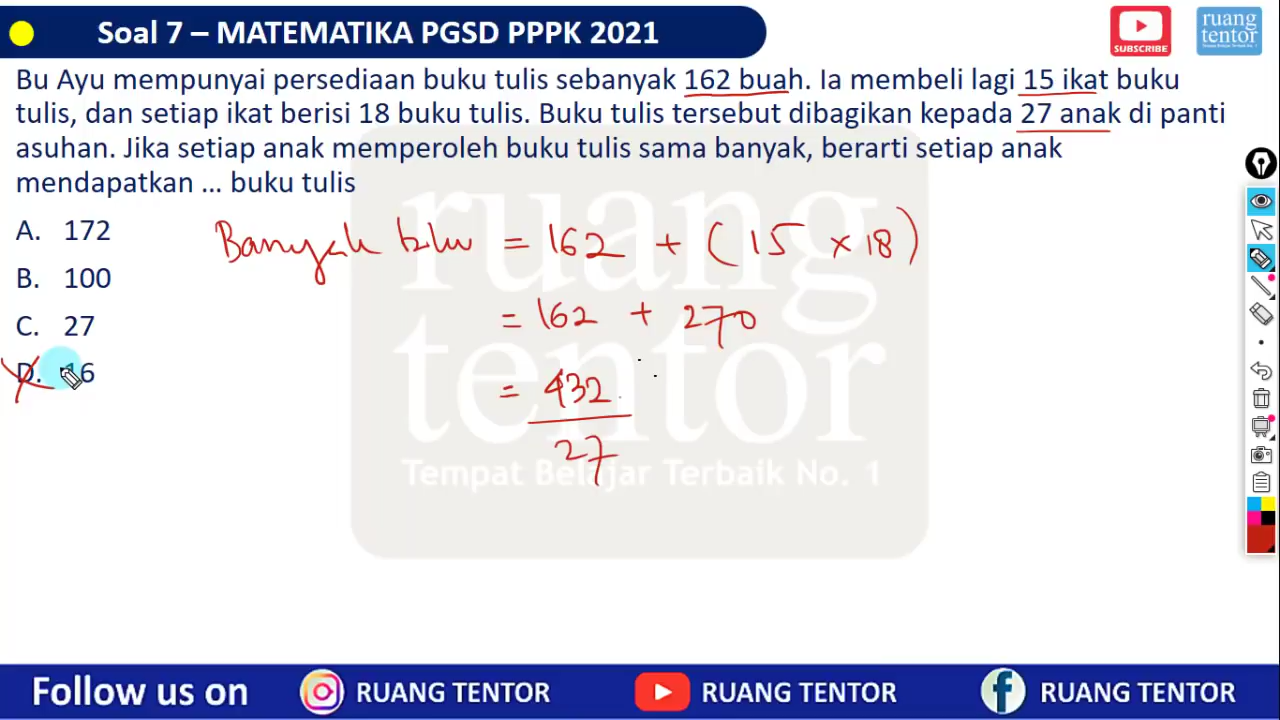 Soal 7 – MATEMATIKA PGSD PPPK 2021
SUBSCRIBE
ruang
tentor
Bu Ayu mempunyai persediaan buku tulis sebanyak 162 buah. Ia membeli lagi 15 ikat buku
tulis, dan setiap ikat berisi 18 buku tulis. Buku tulis tersebut dibagikan kepada 27 anak di panti
asuhan. Jika setiap anak memperoleh buku tulis sama banyak, berarti setiap anak
mendapatkan ... buku tulis
A. 172
B. 100
C. 27
D. 16
Banyak = 162 + ( 15 × 18 )
= 162 + 270
= 432
27
ruang
tentor
Tempat Belajar Terbaik No. 1
Follow us on RUANG TENTOR RUANG TENTOR RUANG TENTOR